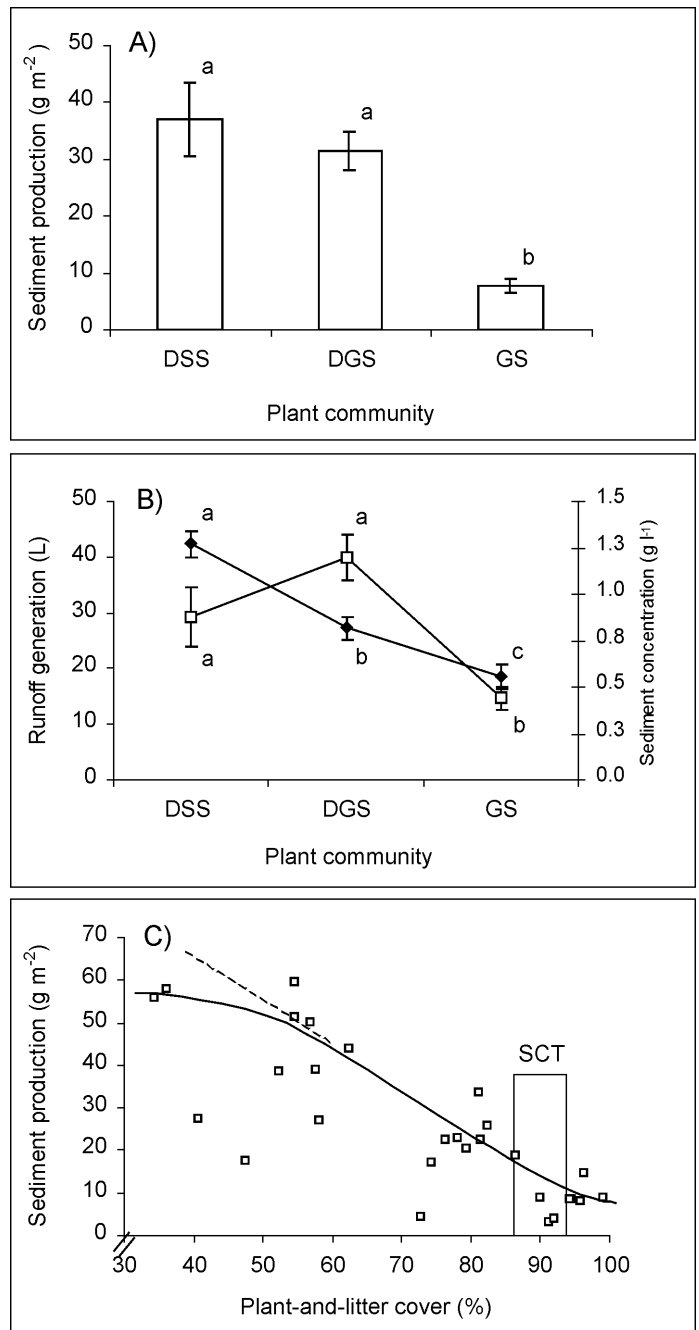 A)
Sediment production (g m-2)
50
40
30
20
10
0
a
a
b
DSS DGS GS
Plant community
B)
Runoff generation (L)
50
40
30
20
10
0
a
a
a
b
c
b
1.5
1.3
1.0
0.8
0.5
0.3
0.0
Sediment concentration (g l-1)
DSS DGS GS
Plant community
C)
Sediment production (g m-2)
70
60
50
40
30
20
10
0
SCT
30 40 50 60 70 80 90 100
Plant-and-litter cover (%)